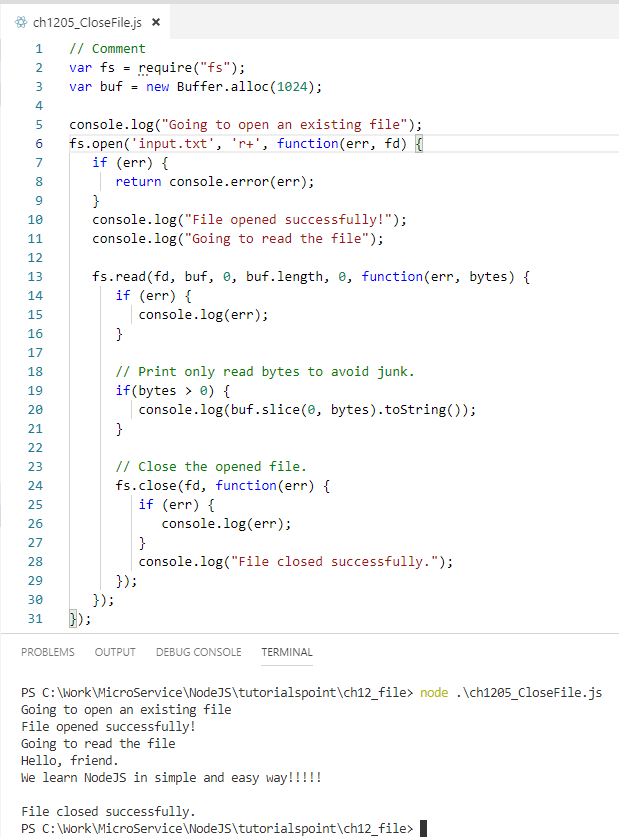 ch1205_CloseFile.js ×
1 // Comment
2 var fs = require("fs");
3 var buf = new Buffer.alloc(1024);
4
5 console.log("Going to open an existing file");
6 fs.open('input.txt', 'r+', function(err, fd) {
7    if (err) {
8       return console.error(err);
9    }
10    console.log("File opened successfully!");
11    console.log("Going to read the file");
12
13    fs.read(fd, buf, 0, buf.length, 0, function(err, bytes) {
14       if (err) {
15          console.log(err);
16       }
17
18       // Print only read bytes to avoid junk.
19       if(bytes > 0) {
20          console.log(buf.slice(0, bytes).toString());
21       }
22
23       // Close the opened file.
24       fs.close(fd, function(err) {
25          if (err) {
26             console.log(err);
27          }
28          console.log("File closed successfully.");
29       });
30    });
31 });
PROBLEMS OUTPUT DEBUG CONSOLE TERMINAL
PS C:\Work\MicroService\NodeJS\tutorialspoint\ch12_file> node .\ch1205_CloseFile.js
Going to open an existing file
File opened successfully!
Going to read the file
Hello, friend.
We learn NodeJS in simple and easy way!!!!!
File closed successfully.
PS C:\Work\MicroService\NodeJS\tutorialspoint\ch12_file>